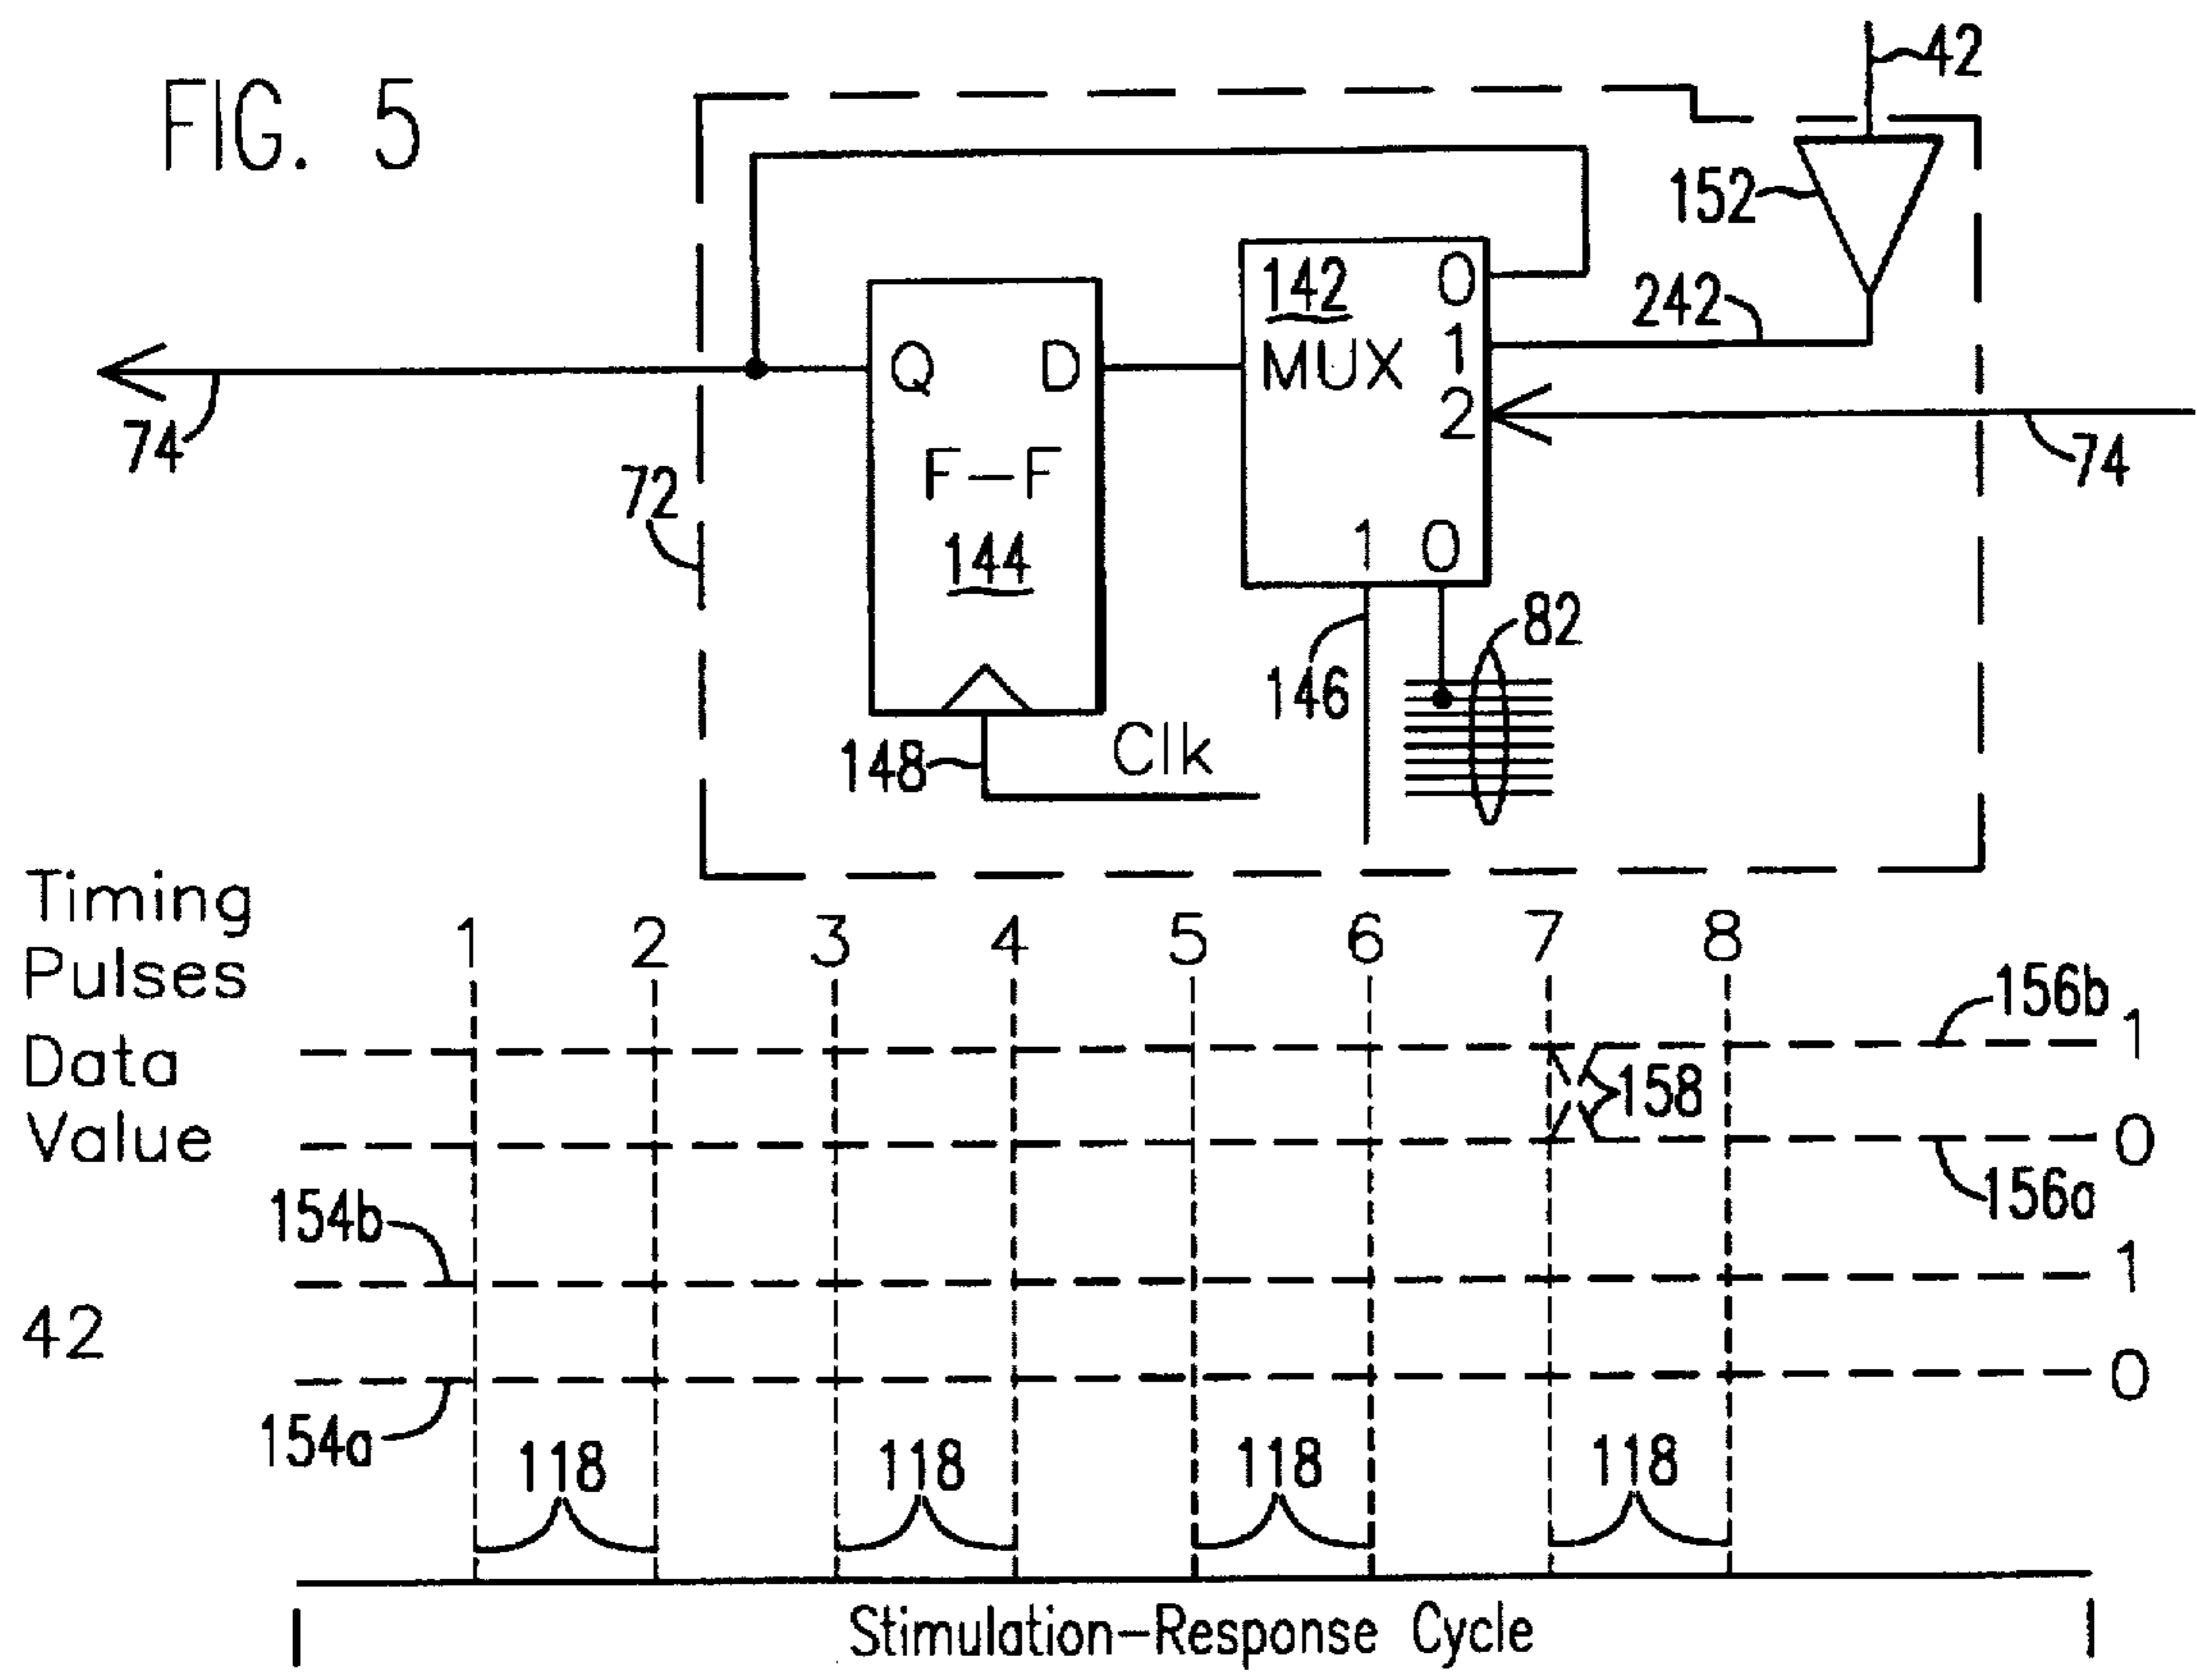 FIG. 5
42
152
142 0
242
1
MUX
Q D
2
74
74
72
F-F
144
1 0
82
146
148
Clk
Timing
Pulses
1 2 3 4 5 6 7 8
156b
1
Data
158
Value
0
156a
154b
1
42
0
154a
118 118 118 118
Stimulation-Response Cycle